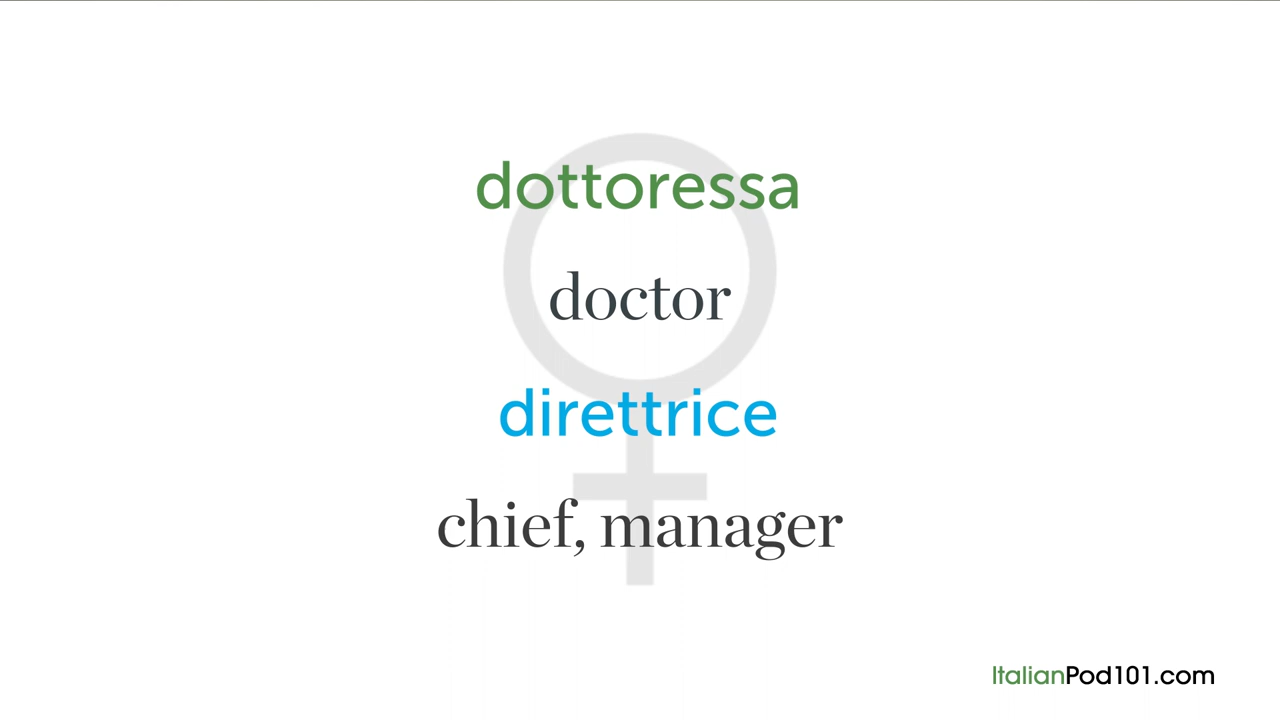 dottoressa
doctor
direttrice
chief, manager
ItalianPod101.com